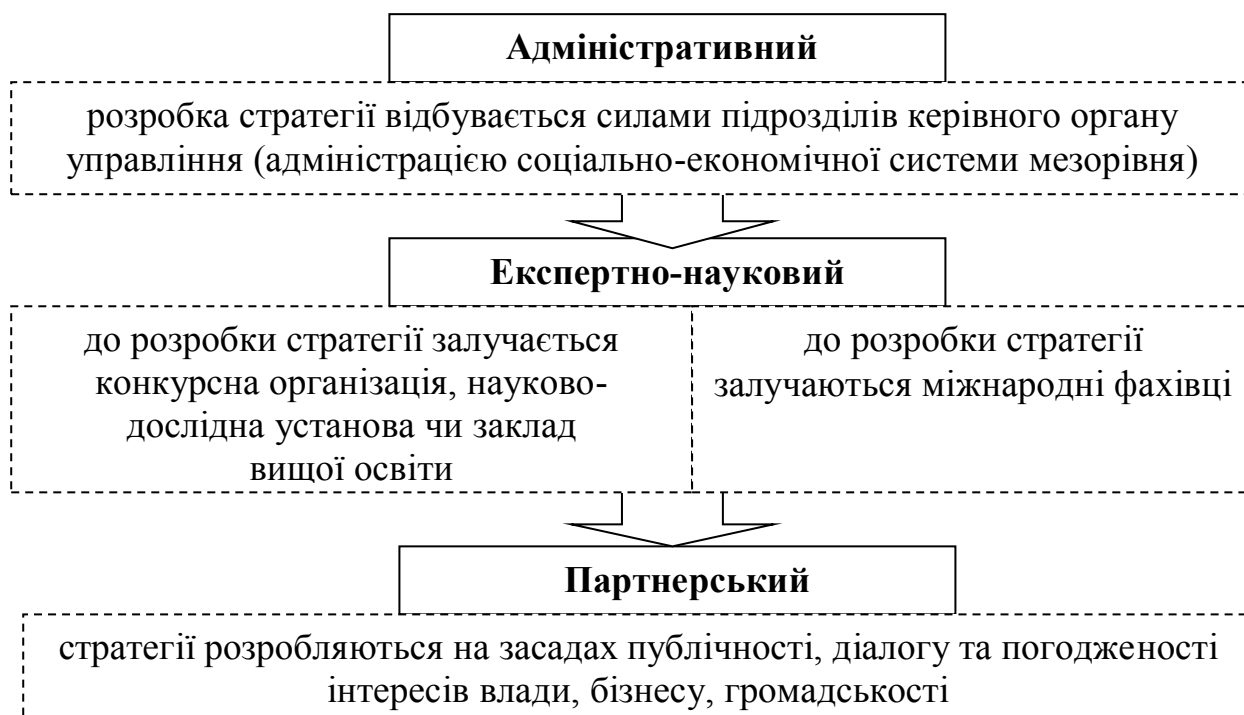 Адміністративний
розробка стратегії відбувається силами підрозділів керівного органу
управління (адміністрацією соціально-економічної системи мезорівня)
Експертно-науковий
до розробки стратегії залучається
конкурсна організація, науково-
дослідна установа чи заклад
вищої освіти
до розробки стратегії
залучаються міжнародні фахівці
Партнерський
стратегії розробляються на засадах публічності, діалогу та погодженості
інтересів влади, бізнесу, громадськості